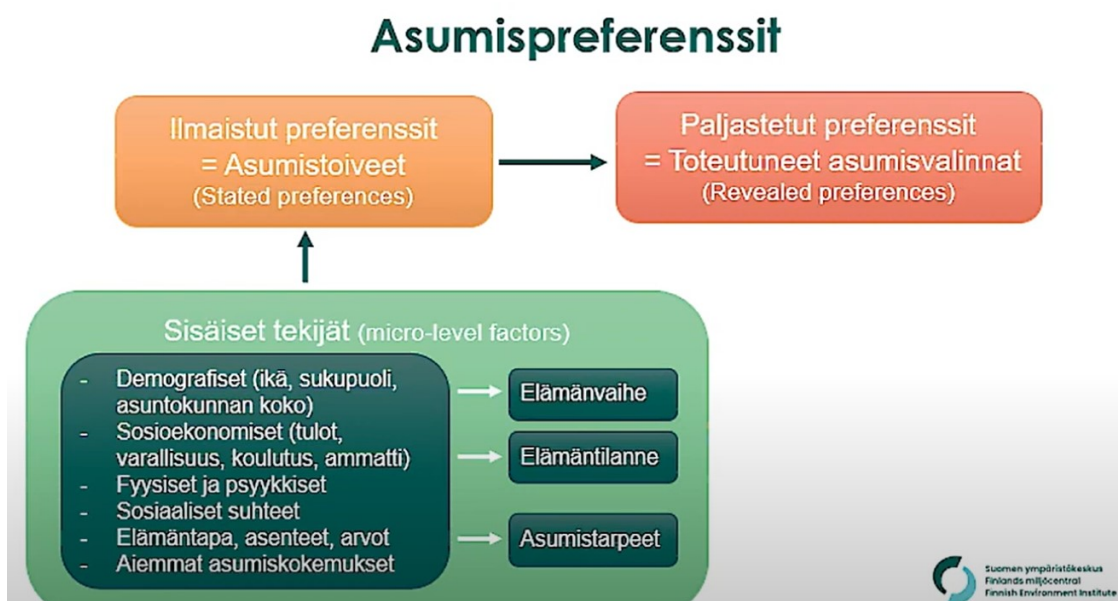 Asumispreferenssit
Ilmaistut preferenssit
= Asumistoiveet
(Stated preferences)
Paljastetut preferenssit
= Toteutuneet asumisvalinnat
(Revealed preferences)
Sisäiset tekijät (micro-level factors)
- Demografiset (ikä, sukupuoli,
asuntokunnan koko)
- Sosioekonomiset (tulot,
varallisuus, koulutus, ammatti)
- Fyysiset ja psyykkiset
- Sosiaaliset suhteet
- Elämäntapa, asenteet, arvot
- Aiemmat asumiskokemukset
Elämänvaihe
Elämäntilanne
Asumistarpeet
Suomen ympäristökeskus
Finlands miljöcentral
Finnish Environment Institute